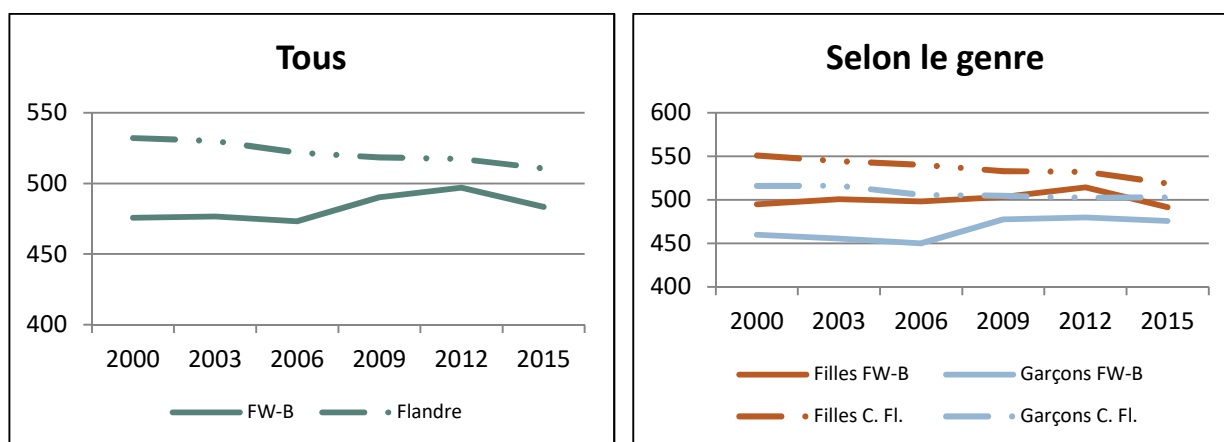 Tous
550
500
450
400
2000 2003 2006 2009 2012 2015
FW-B Flandre
Selon le genre
600
550
500
450
400
2000 2003 2006 2009 2012 2015
Filles FW-B Garçons FW-B
Filles C. Fl. Garçons C. Fl.